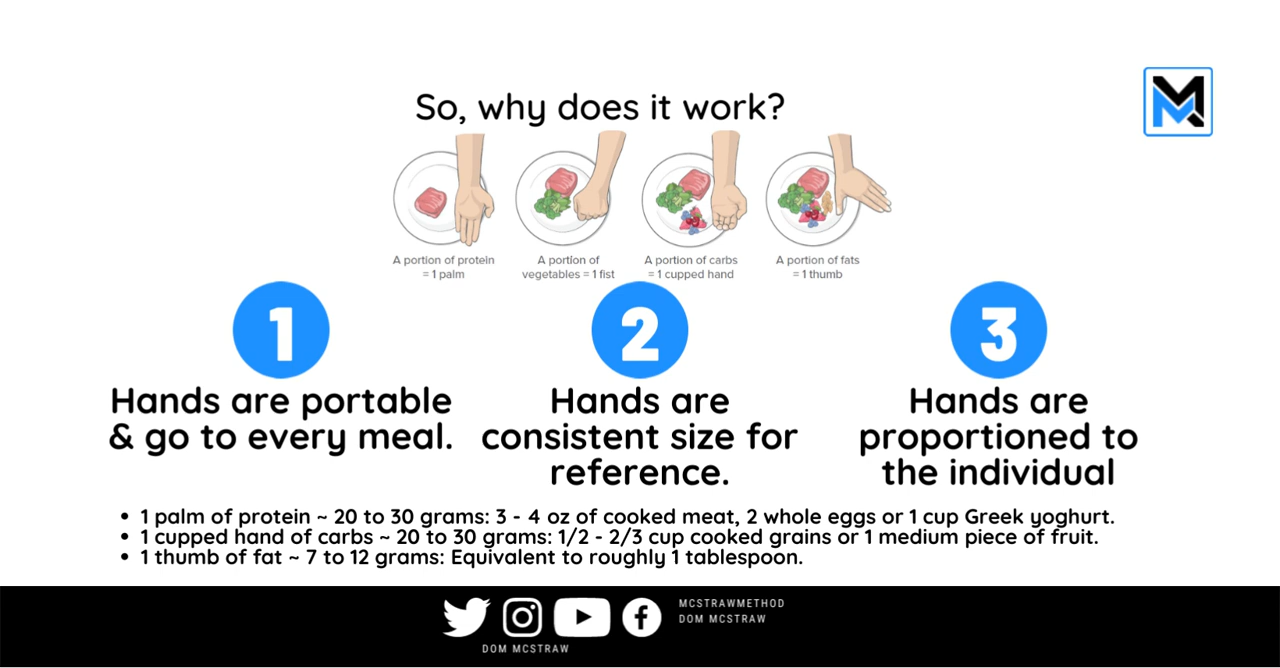 So, why does it work?
A portion of protein
= 1 palm
A portion of
vegetables = 1 fist
A portion of carbs
= 1 cupped hand
A portion of fats
= 1 thumb
1
Hands are portable
& go to every meal.
2
Hands are
consistent size for
reference.
3
Hands are
proportioned to
the individual
• 1 palm of protein ~ 20 to 30 grams: 3 - 4 oz of cooked meat, 2 whole eggs or 1 cup Greek yoghurt.
• 1 cupped hand of carbs ~ 20 to 30 grams: 1/2 - 2/3 cup cooked grains or 1 medium piece of fruit.
• 1 thumb of fat ~ 7 to 12 grams: Equivalent to roughly 1 tablespoon.
MCSTRAWMETHOD
DOM MCSTRAW
DOM MCSTRAW